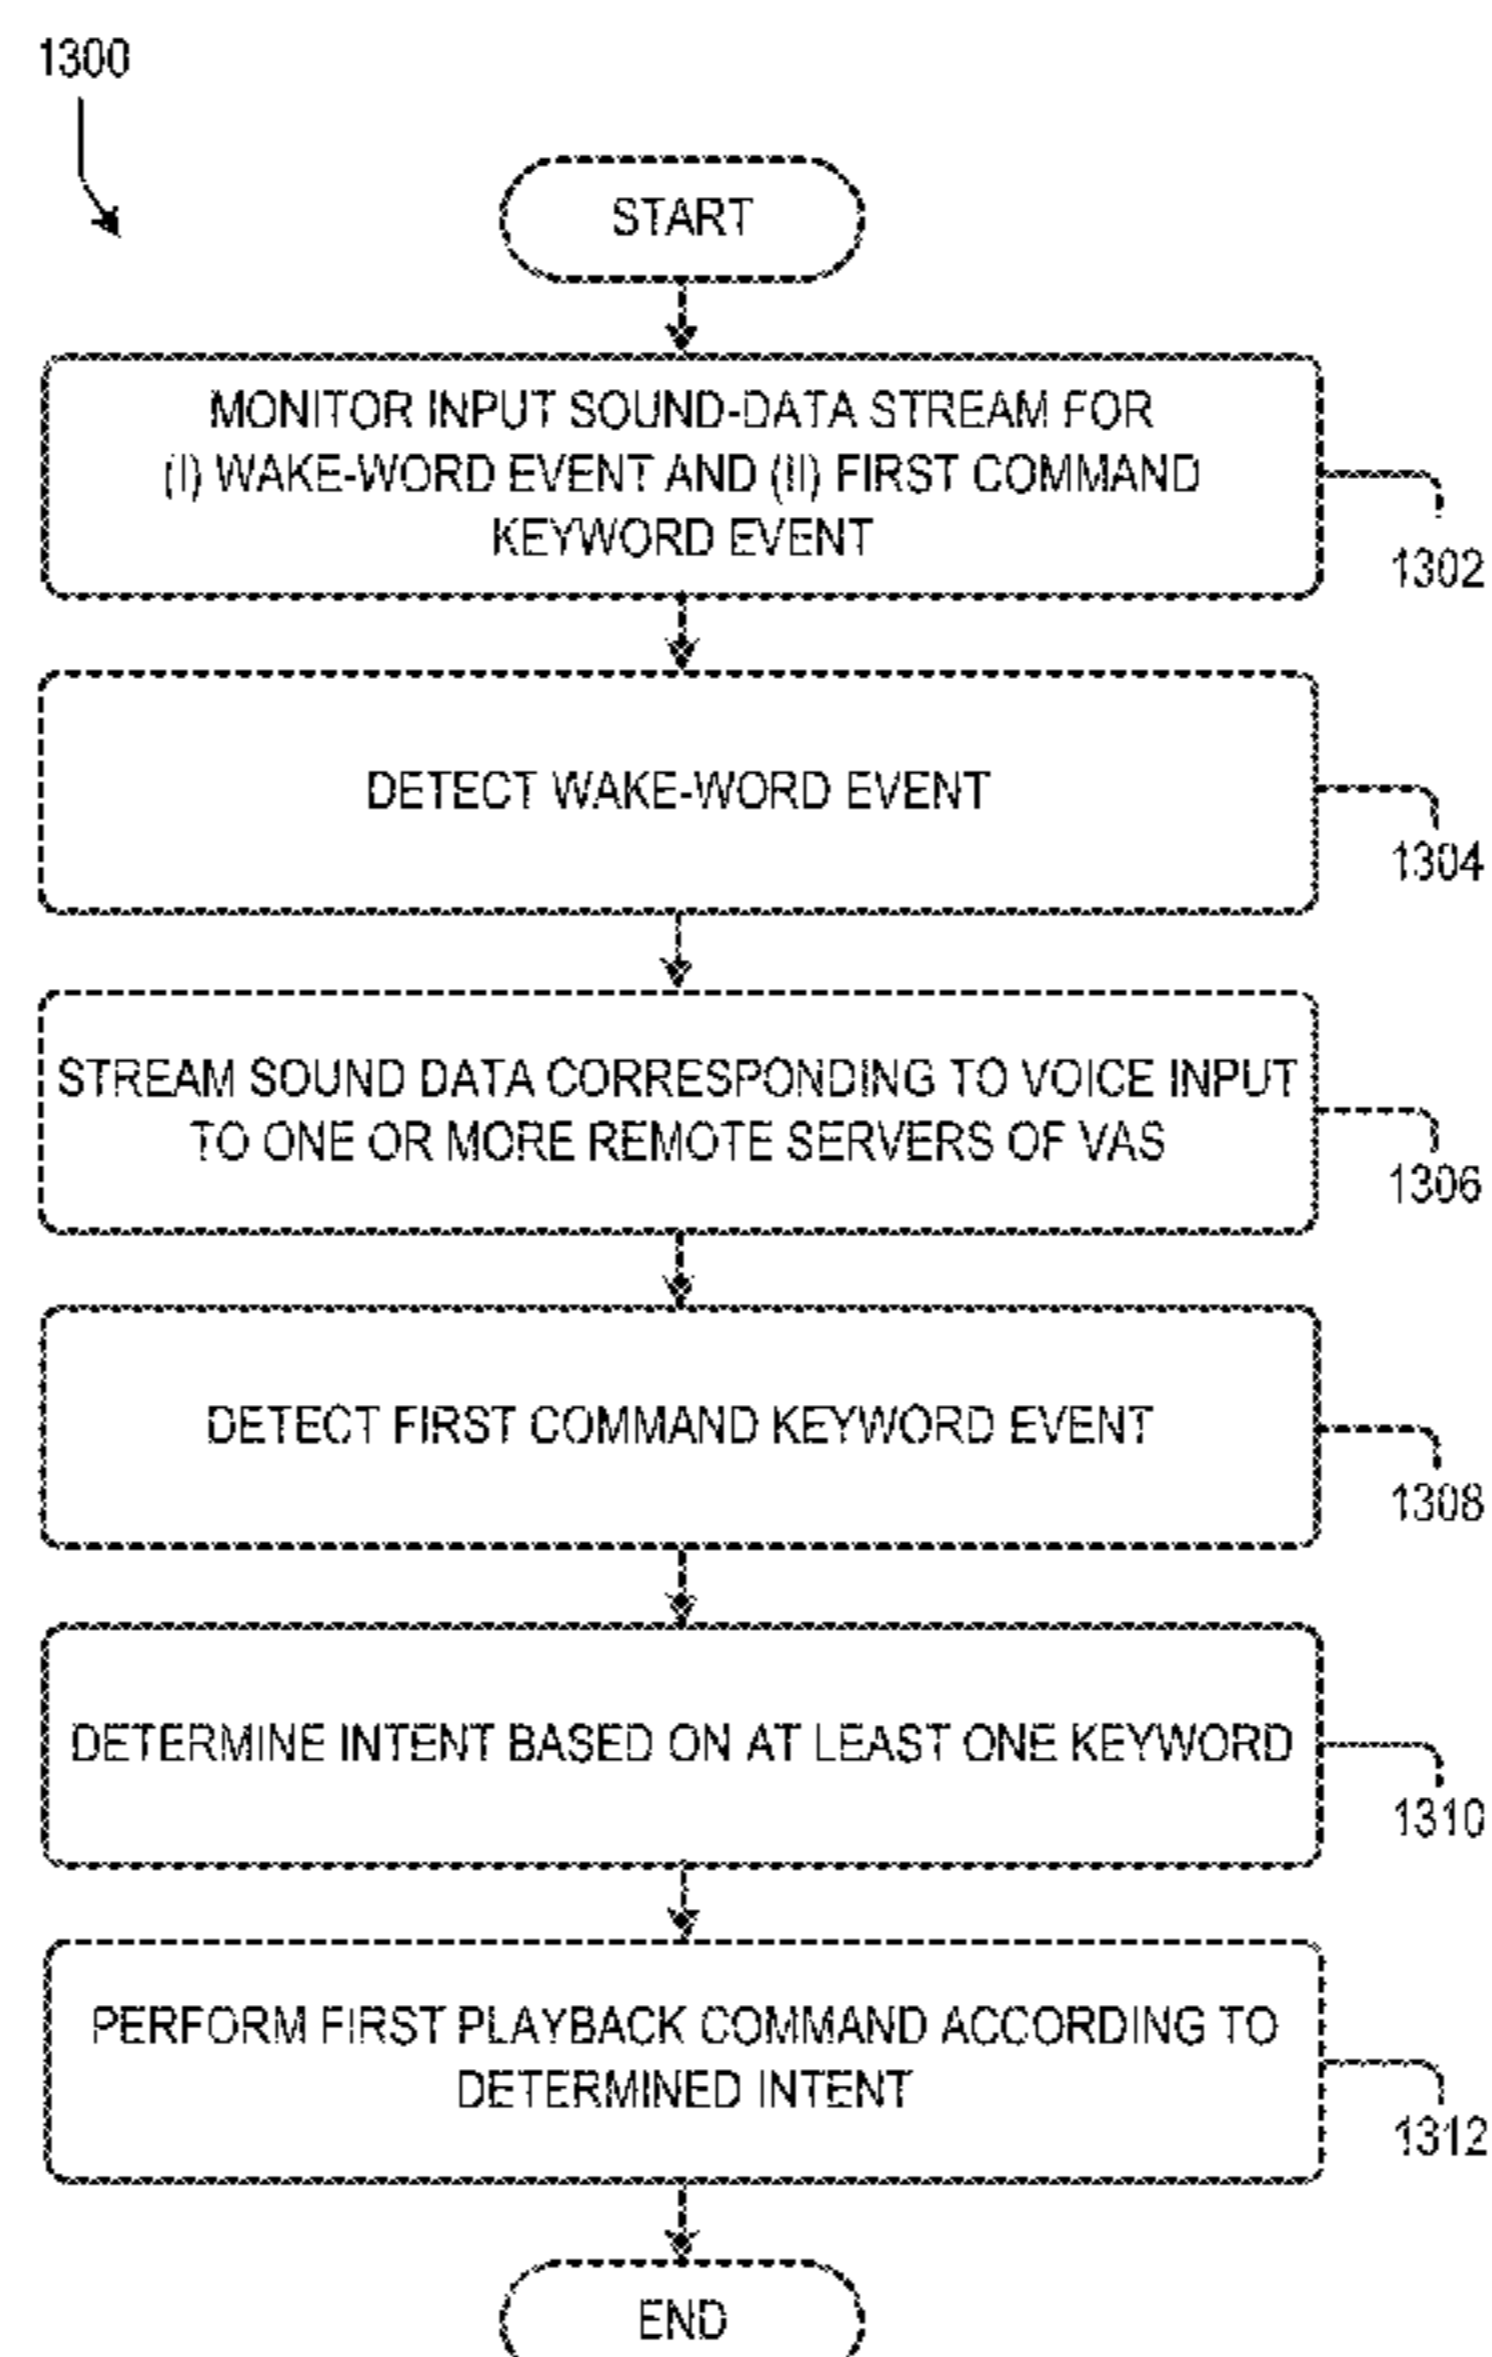 1300
START
MONITOR INPUT SOUND-DATA STREAM FOR
(I) WAKE-WORD EVENT AND (II) FIRST COMMAND
KEYWORD EVENT
1302
DETECT WAKE-WORD EVENT
1304
STREAM SOUND DATA CORRESPONDING TO VOICE INPUT
TO ONE OR MORE REMOTE SERVERS OF VAS
1306
DETECT FIRST COMMAND KEYWORD EVENT
1308
DETERMINE INTENT BASED ON AT LEAST ONE KEYWORD
1310
PERFORM FIRST PLAYBACK COMMAND ACCORDING TO
DETERMINED INTENT
1312
END